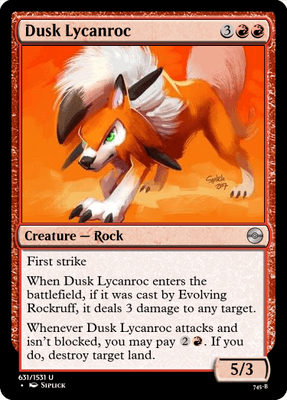 Dusk Lycanroc 3
Creature — Rock
First strike
When Dusk Lycanroc enters the
battlefield, if it was cast by Evolving
Rockruff, it deals 3 damage to any target.
Whenever Dusk Lycanroc attacks and
isn't blocked, you may pay 2. If you
do, destroy target land.
5/3
631/1531 U
745-B
SIPLICK